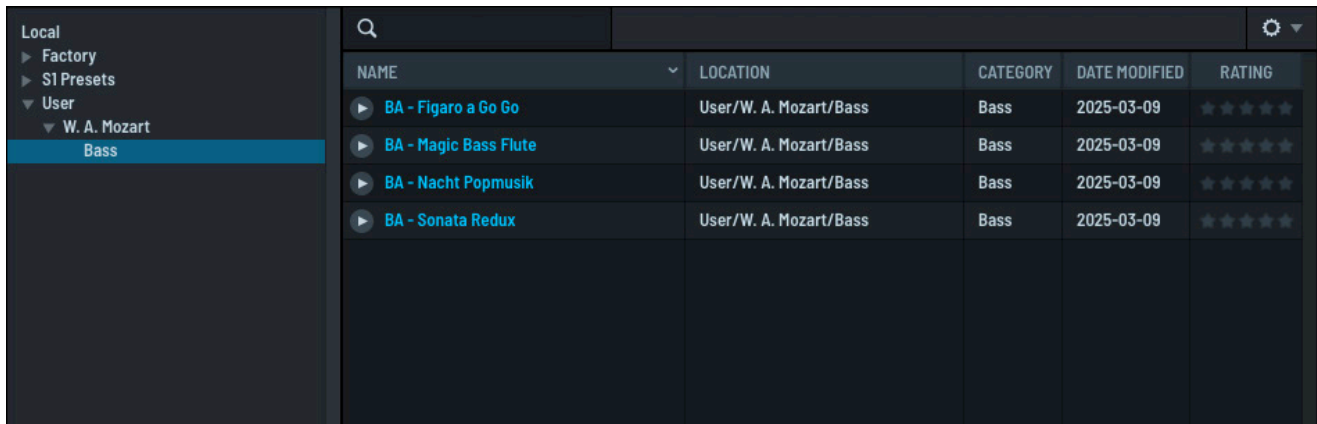 Local
Factory
S1 Presets
User
W. A. Mozart
Bass
NAME LOCATION CATEGORY DATE MODIFIED RATING
BA - Figaro a Go Go User/W. A. Mozart/Bass Bass 2025-03-09
BA - Magic Bass Flute User/W. A. Mozart/Bass Bass 2025-03-09
BA - Nacht Popmusik User/W. A. Mozart/Bass Bass 2025-03-09
BA - Sonata Redux User/W. A. Mozart/Bass Bass 2025-03-09